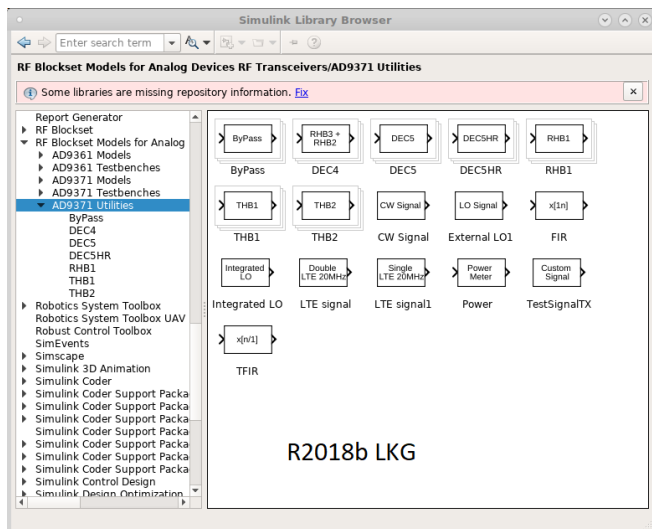 Simulink Library Browser
Enter search term
RF Blockset Models for Analog Devices RF Transceivers/AD9371 Utilities
Some libraries are missing repository information. Fix
Report Generator
RF Blockset
RF Blockset Models for Analog
AD9361 Models
AD9361 Testbenches
AD9371 Models
AD9371 Testbenches
AD9371 Utilities
ByPass
DEC4
DEC5
DEC5HR
RHB1
THB1
THB2
Robotics System Toolbox
Robotics System Toolbox UAV
Robust Control Toolbox
SimEvents
Simscape
Simulink 3D Animation
Simulink Coder
Simulink Coder Support Packa
Simulink Coder Support Packa
Simulink Coder Support Packa
Simulink Coder Support Packa
Simulink Coder Support Packa
Simulink Coder Support Packa
Simulink Control Design
Simulink Design Optimization
ByPass RHB3 + DEC5 DEC5HR RHB1
RHB2
ByPass DEC4 DEC5 DEC5HR RHB1
THB1 THB2 CW Signal LO Signal x[1n]
THB1 THB2 CW Signal External LO1 FIR
Integrated Double Single Power Custom
LO LTE 20MHz LTE 20MHz Meter Signal
Integrated LO LTE signal LTE signal1 Power TestSignalTX
x[n/1]
TFIR
R2018b LKG